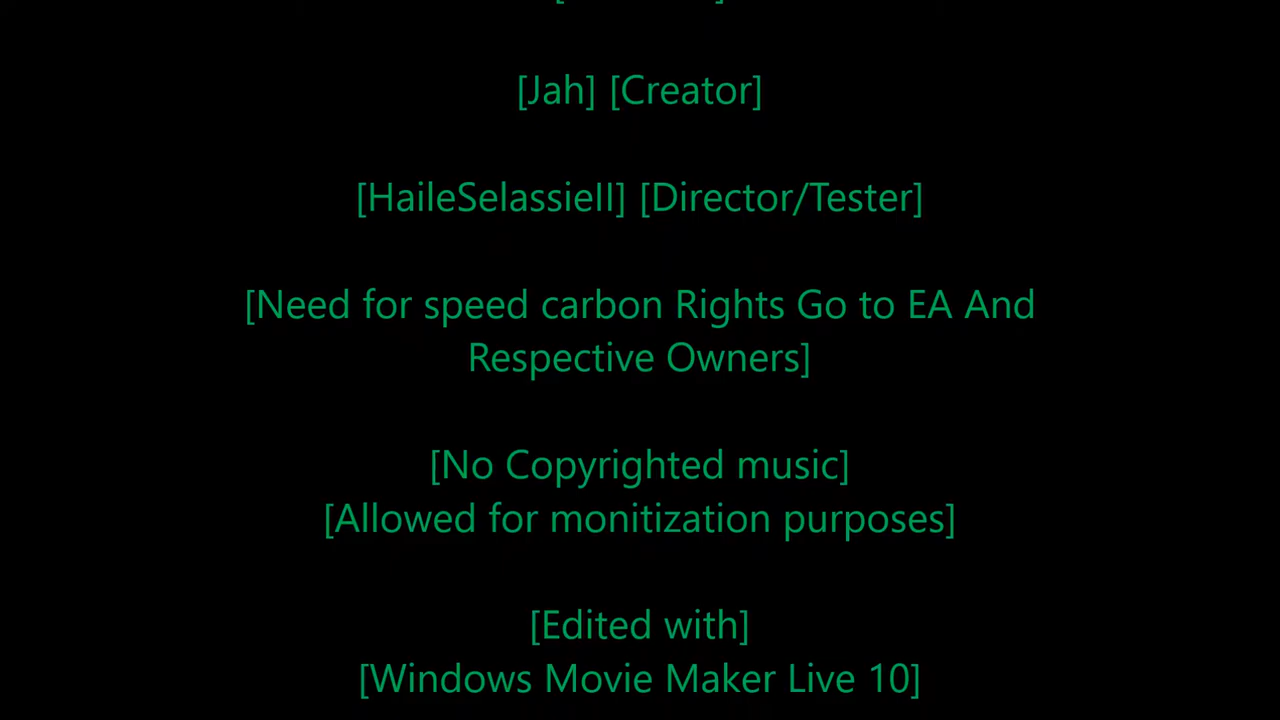 [Jah] [Creator]
[HaileSelassieII] [Director/Tester]
[Need for speed carbon Rights Go to EA And
Respective Owners]
[No Copyrighted music]
[Allowed for monitization purposes]
[Edited with]
[Windows Movie Maker Live 10]